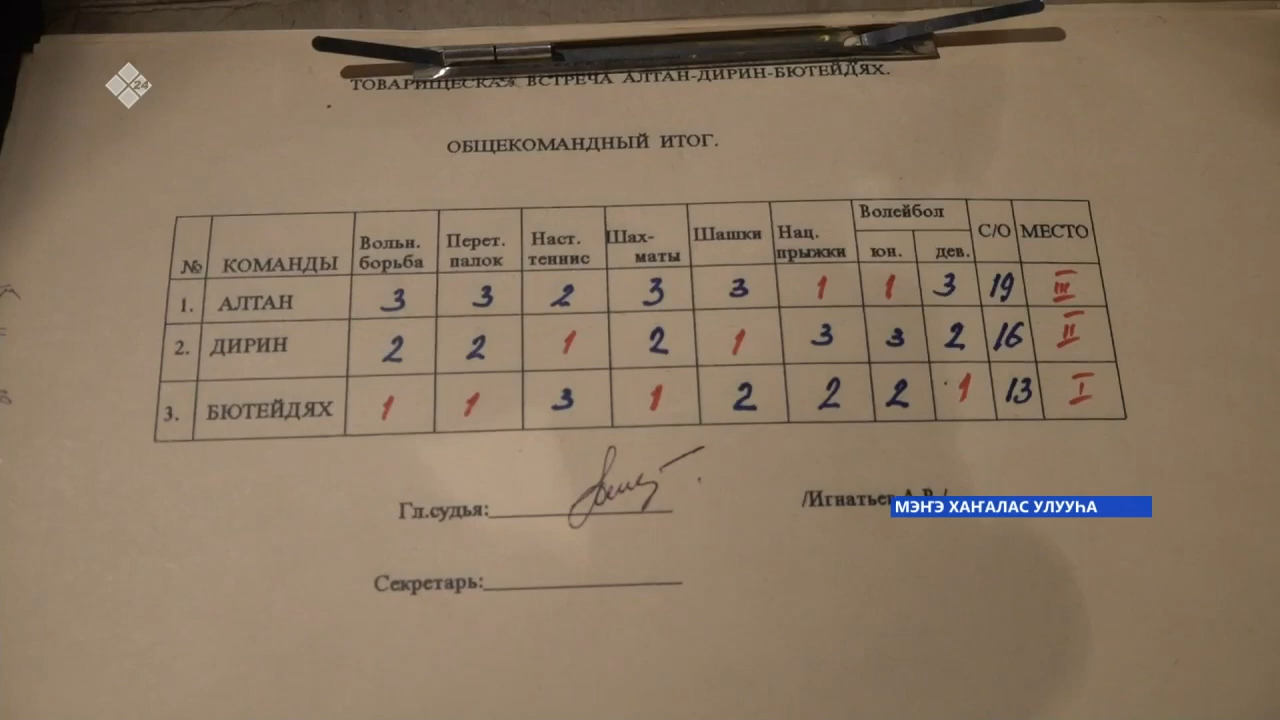 24
ТОВАРИЩЕСКАЯ ВСТРЕЧА АЛТАН-ДИРИН-БЮТЕЙДЯХ.
ОБЩЕКОМАНДНЫЙ ИТОГ.
№ КОМАНДЫ Вольн. борьба Перет. палок Наст. теннис Шах- маты Шашки Нац. прыжки Волейбол юн. дев. С/О МЕСТО
1. АЛТАН 3 3 2 3 3 1 1 3 19 III
2. ДИРИН 2 2 1 2 1 3 3 2 16 II
3. БЮТЕЙДЯХ 1 1 3 1 2 2 2 1 13 I
Гл.судья: /Игнатьев А.В./
МЭҤЭ ХАҤАЛАС УЛУУҺА
Секретарь: